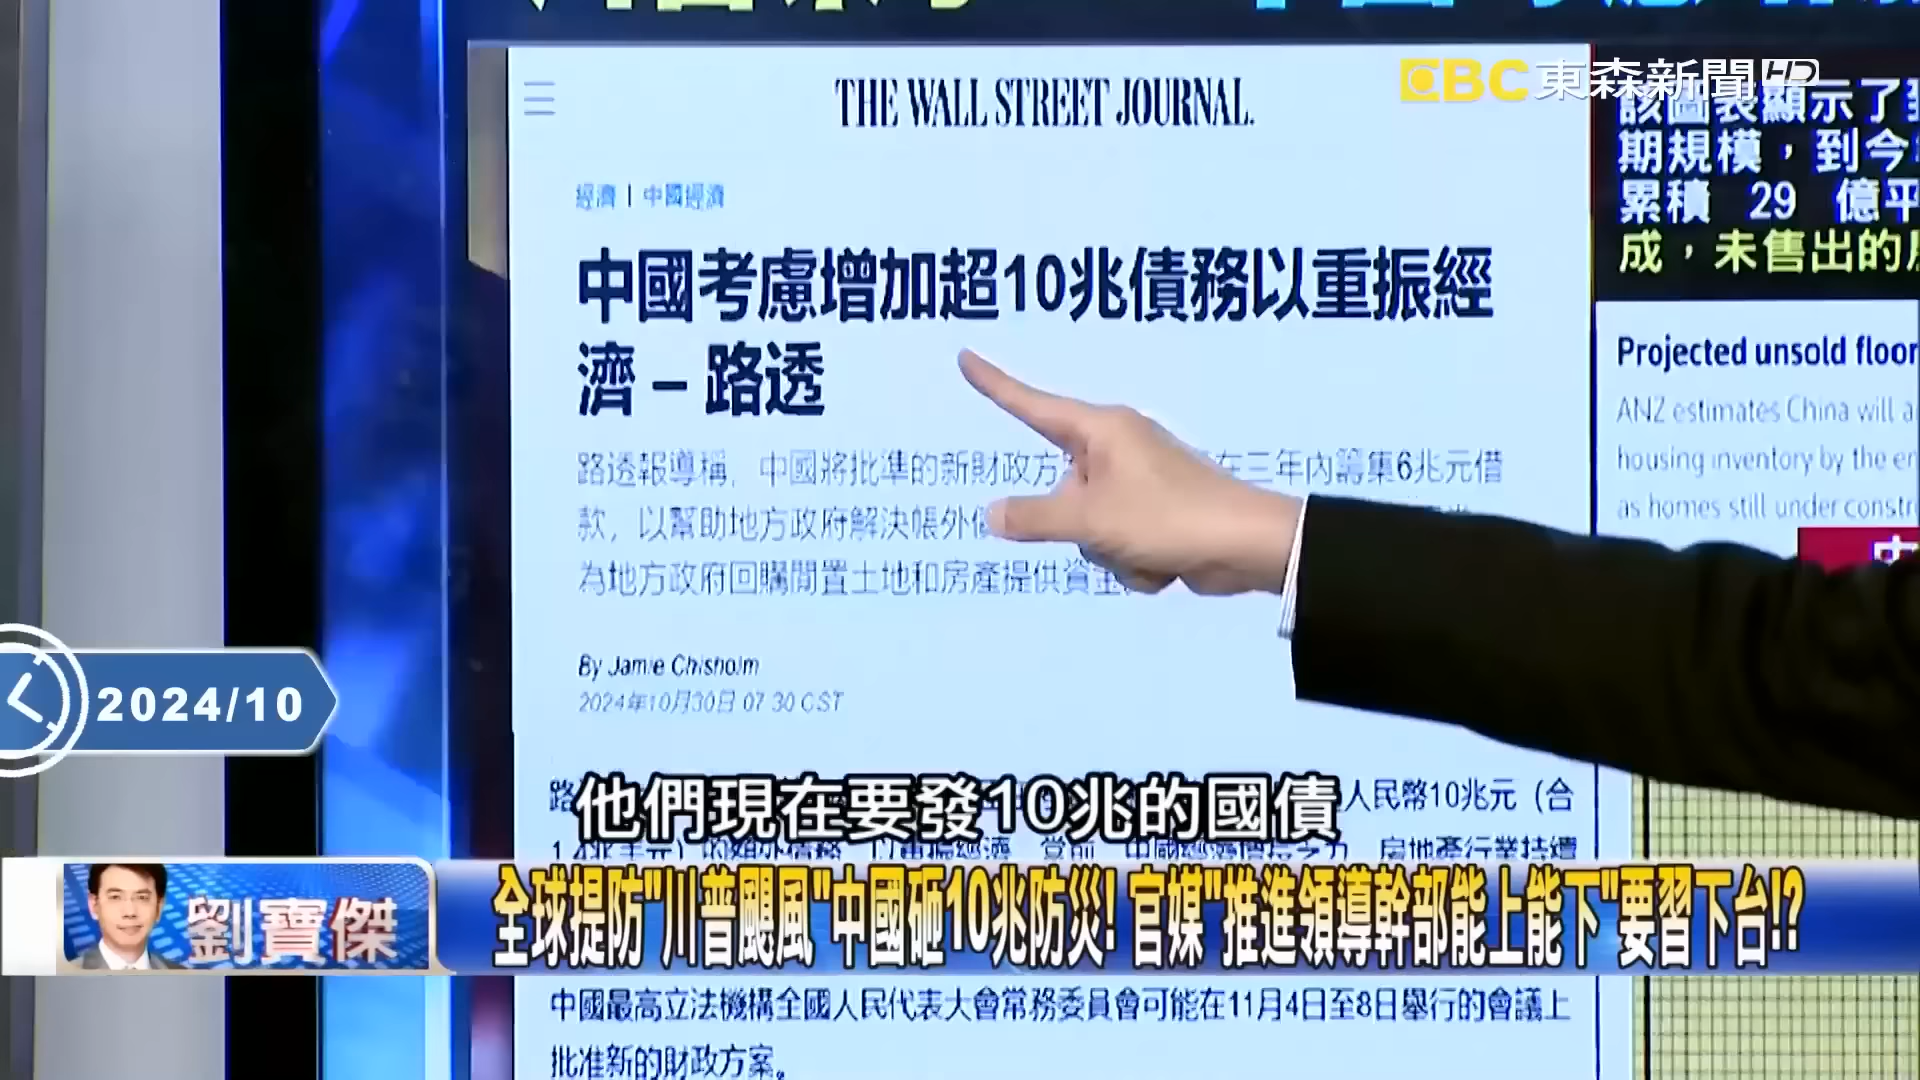 EBC 東森新聞 HD
THE WALL STREET JOURNAL.
經濟 | 中國經濟
中國考慮增加超10兆債務以重振經
濟 – 路透
路透報導稱，中國將批準的新財政方
在三年內籌集6兆元借
款，以幫助地方政府解決帳外
為地方政府回購閒置土地和房產提供資金
By Jamie Chisholm
2024年10月30日 07:30 CST
期規模，到今
累積 29 億平
成，未售出的
Projected unsold floor
ANZ estimates China will
housing inventory by the
as homes still under
2024/10
人民幣10兆元（合
他們現在要發10兆的國債
劉寶傑
全球提防"川普颶風"中國砸10兆防災! 官媒"推進領導幹部能上能下"要習下台!?
中國最高立法機構全國人民代表大會常務委員會可能在11月4日至8日舉行的會議上
批准新的財政方案。